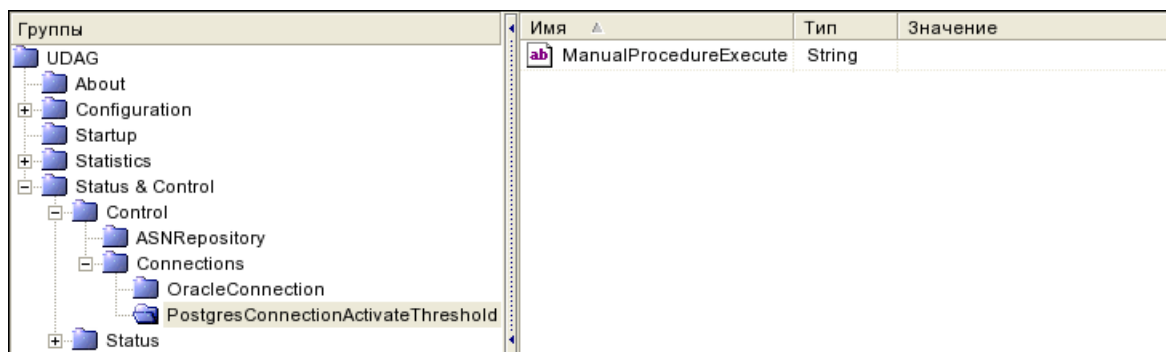 Группы
UDAG
About
Configuration
Startup
Statistics
Status & Control
Control
ASNRepository
Connections
OracleConnection
PostgresConnectionActivateThreshold
Status
Имя Тип Значение
ab ManualProcedureExecute String